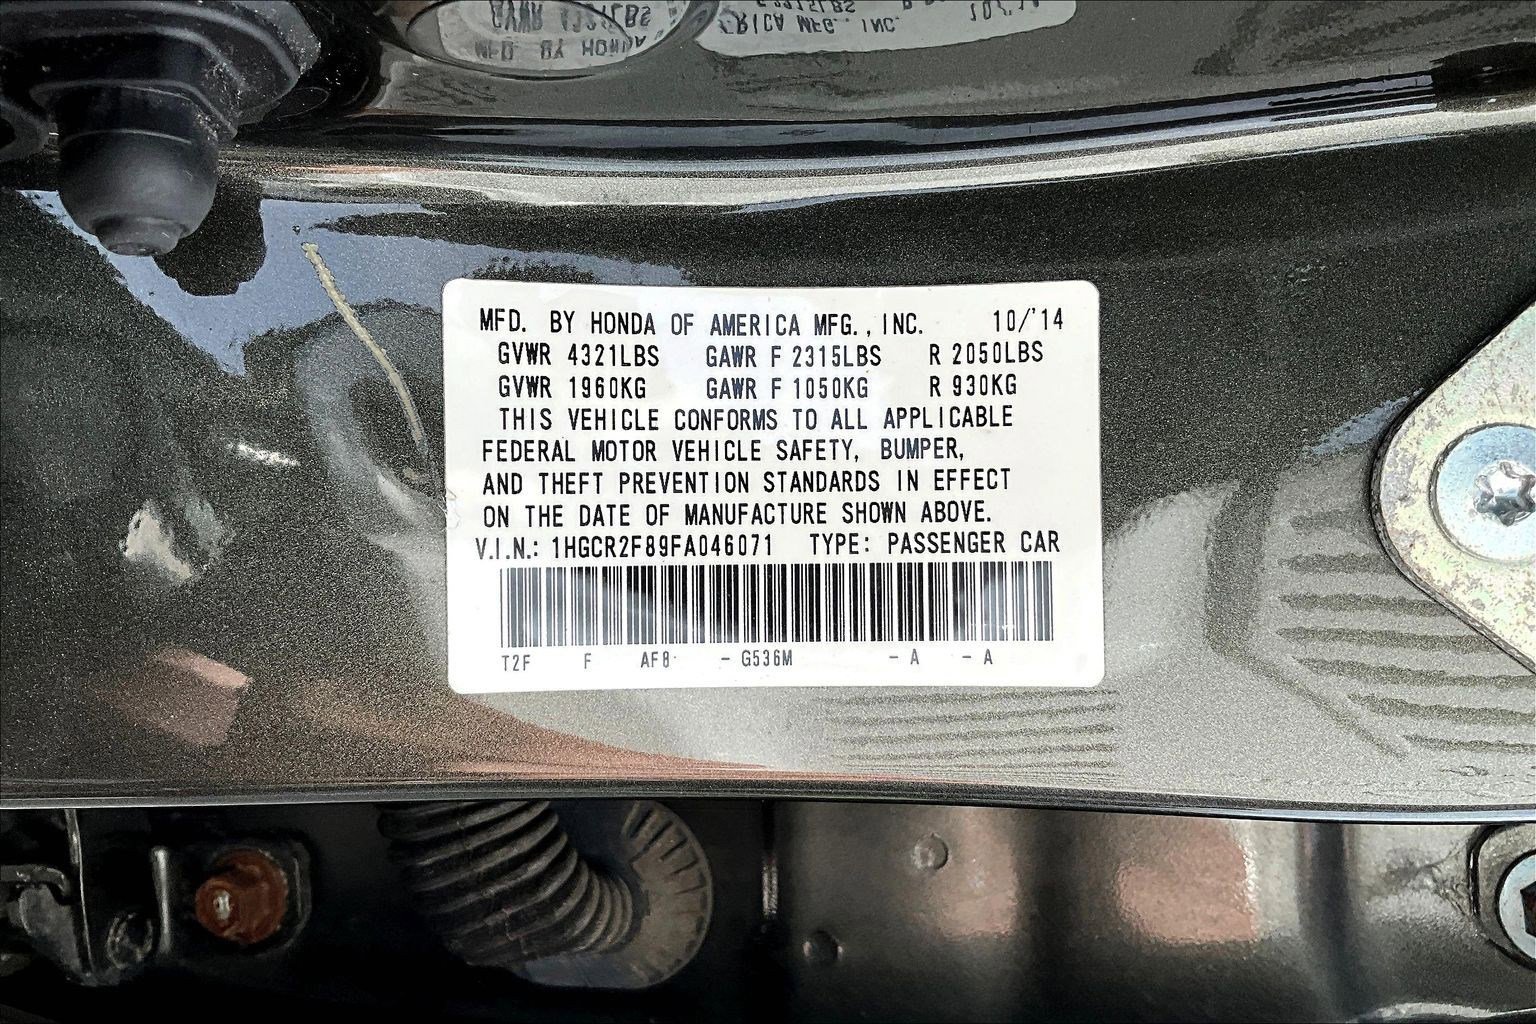 MFD. BY HONDA OF AMERICA MFG., INC. 10/'14
GVWR 4321LBS GAWR F 2315LBS R 2050LBS
GVWR 1960KG GAWR F 1050KG R 930KG
THIS VEHICLE CONFORMS TO ALL APPLICABLE
FEDERAL MOTOR VEHICLE SAFETY, BUMPER,
AND THEFT PREVENTION STANDARDS IN EFFECT
ON THE DATE OF MANUFACTURE SHOWN ABOVE.
V.I.N.: 1HGCR2F89FA046071 TYPE: PASSENGER CAR
T2F F AF8 - G536M - A - A